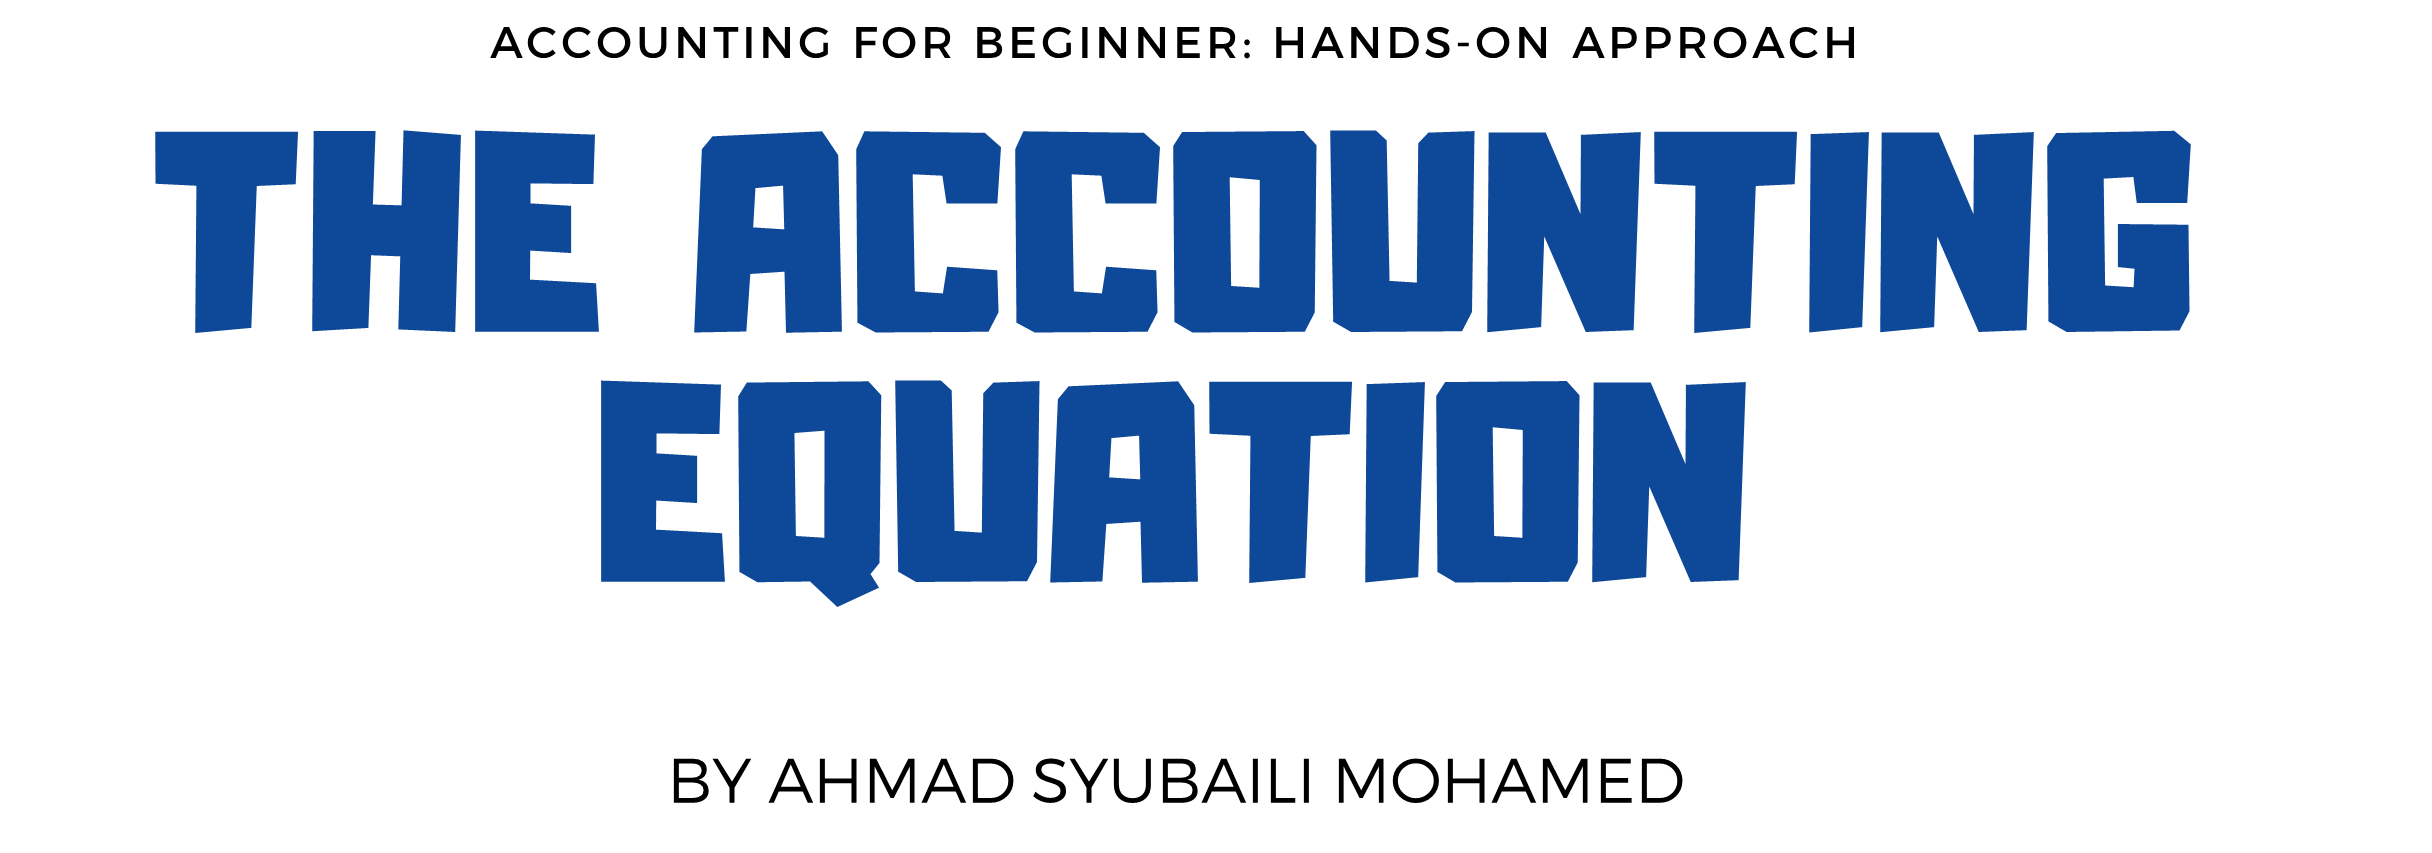 ACCOUNTING FOR BEGINNER: HANDS-ON APPROACH
THE ACCOUNTING
EQUATION
BY AHMAD SYUBAILI MOHAMED